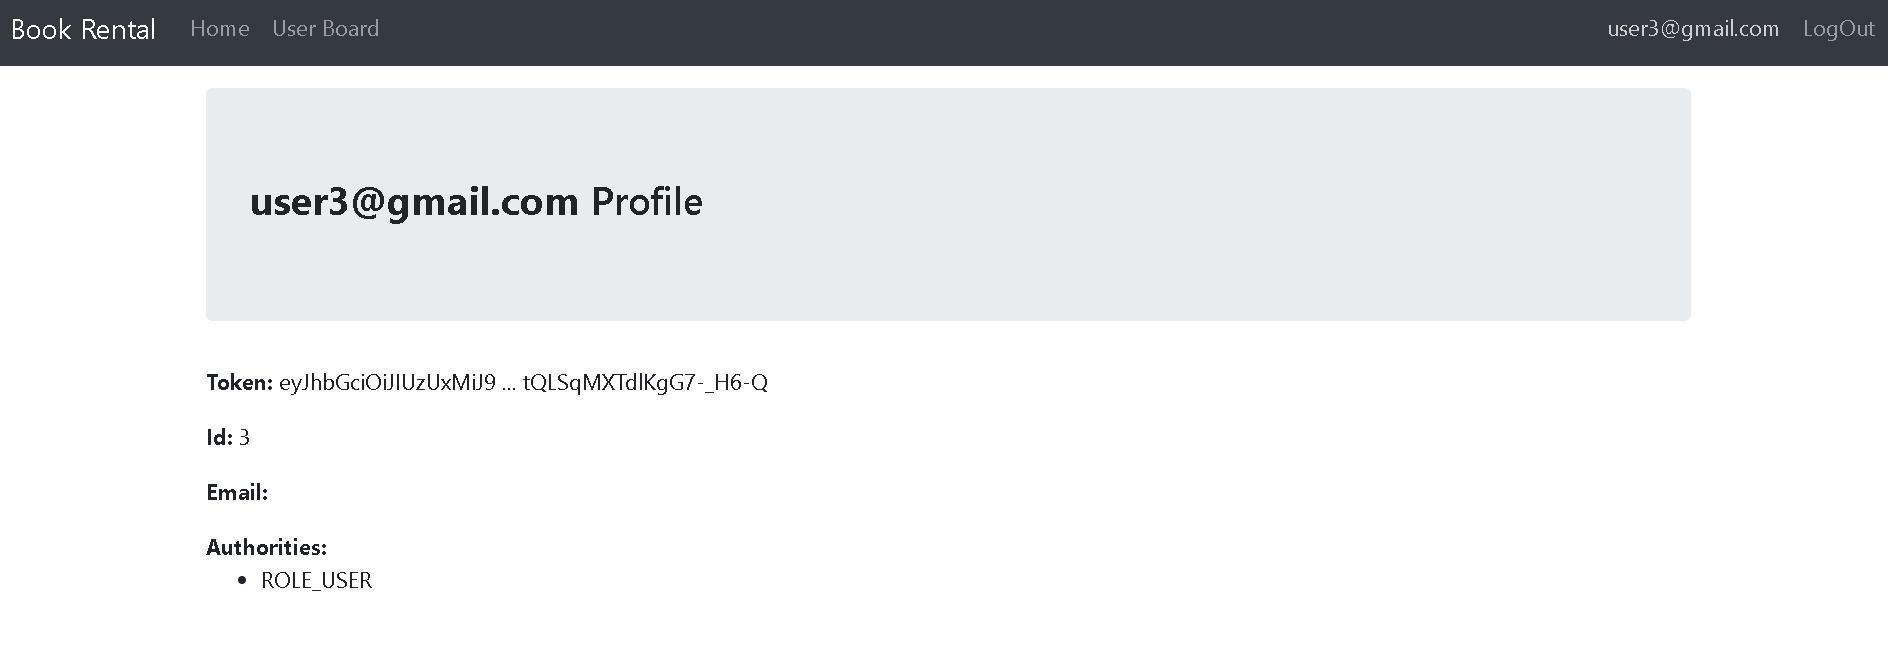 Book Rental Home User Board user3@gmail.com LogOut
user3@gmail.com Profile
Token: eyJhbGciOiJIUzUxMiJ9 ... tQLSqMXTdlKgG7-_H6-Q
Id: 3
Email:
Authorities:
ROLE_USER